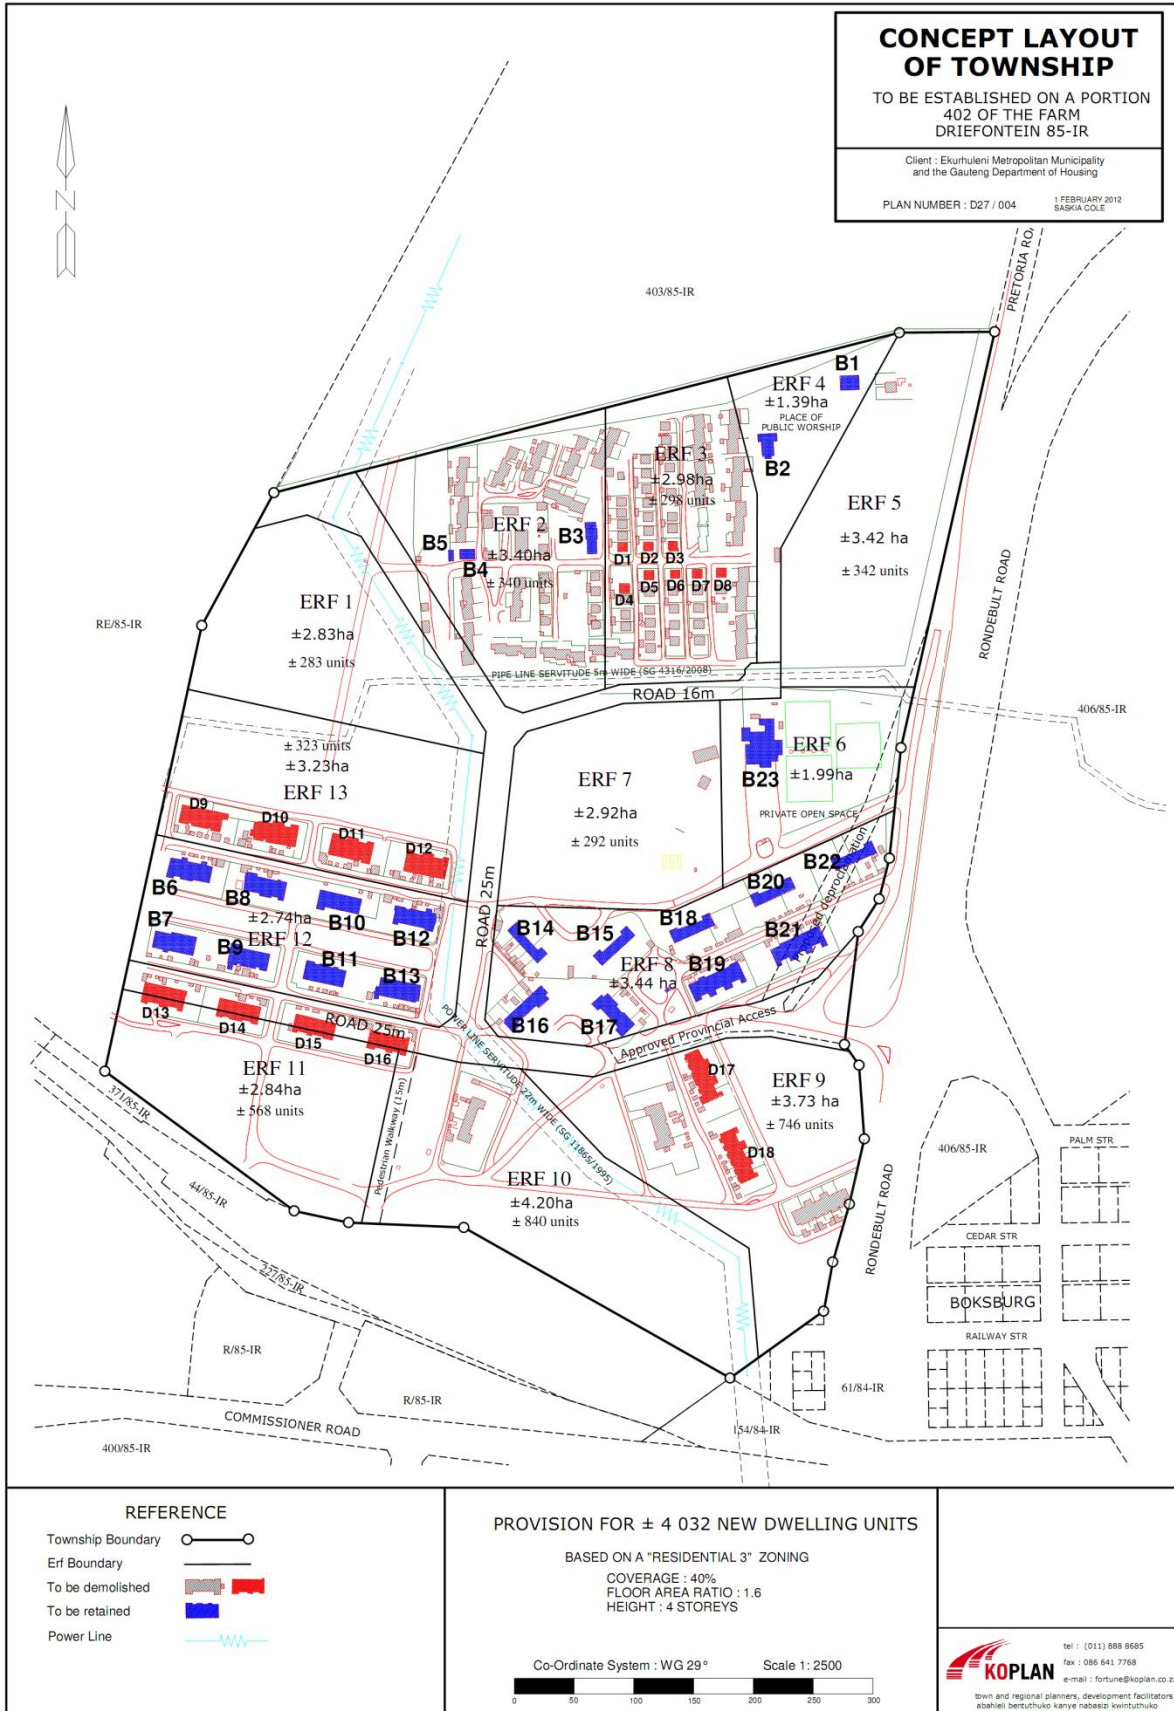 CONCEPT LAYOUT
OF TOWNSHIP
TO BE ESTABLISHED ON A PORTION
402 OF THE FARM
DRIEFONTEIN 85-IR
Client : Ekurhuleni Metropolitan Municipality
and the Gauteng Department of Housing
PLAN NUMBER : D27 / 004
1 FEBRUARY 2012
SASKIA COLE
N
PRETORIA RO
403/85-IR
B1
ERF 4
±1.39ha
PLACE OF
PUBLIC WORSHIP
B2
ERF 3
±2.98ha
± 298 units
ERF 5
±3.42 ha
± 342 units
ERF 2
±3.40ha
± 340 units
B3
B5
B4
D1
D2
D3
D4
D5
D6
D7
D8
RONDEBULT ROAD
ERF 1
±2.83ha
± 283 units
RE/85-IR
PIPE LINE SERVITUDE 5m WIDE (SG 4316/2008)
ROAD 16m
406/85-IR
± 323 units
±3.23ha
ERF 13
ERF 6
±1.99ha
B23
PRIVATE OPEN SPACE
ERF 7
±2.92ha
± 292 units
D9
D10
D11
D12
B6
B8
B10
B12
±2.74ha
ERF 12
B7
B9
B11
B13
ROAD 25m
B14
B15
B18
B20
B22
B21
Proposed deproclamation
ERF 8
±3.44 ha
B19
B16
B17
D13
D14
D15
D16
ROAD 25m
POWER LINE SERVITUDE 22m WIDE (SG 11865/1995)
Approved Provincial Access
ERF 11
±2.84ha
± 568 units
Pedestrian Walkway (15m)
D17
D18
ERF 9
±3.73 ha
± 746 units
ERF 10
±4.20ha
± 840 units
371/85-IR
44/85-IR
227/85-IR
R/85-IR
R/85-IR
COMMISSIONER ROAD
400/85-IR
154/84-IR
61/84-IR
RONDEBULT ROAD
406/85-IR
PALM STR
CEDAR STR
BOKSBURG
RAILWAY STR
REFERENCE
Township Boundary
Erf Boundary
To be demolished
To be retained
Power Line
PROVISION FOR ± 4 032 NEW DWELLING UNITS
BASED ON A "RESIDENTIAL 3" ZONING
COVERAGE : 40%
FLOOR AREA RATIO : 1.6
HEIGHT : 4 STOREYS
Co-Ordinate System : WG 29°
Scale 1: 2500
0 50 100 150 200 250 300
KOPLAN
tel : (011) 888 8685
fax : 086 641 7768
e-mail : fortune@koplan.co.za
town and regional planners, development facilitators
abahleli bentuthuko kanye nabasizi kwintuthuko